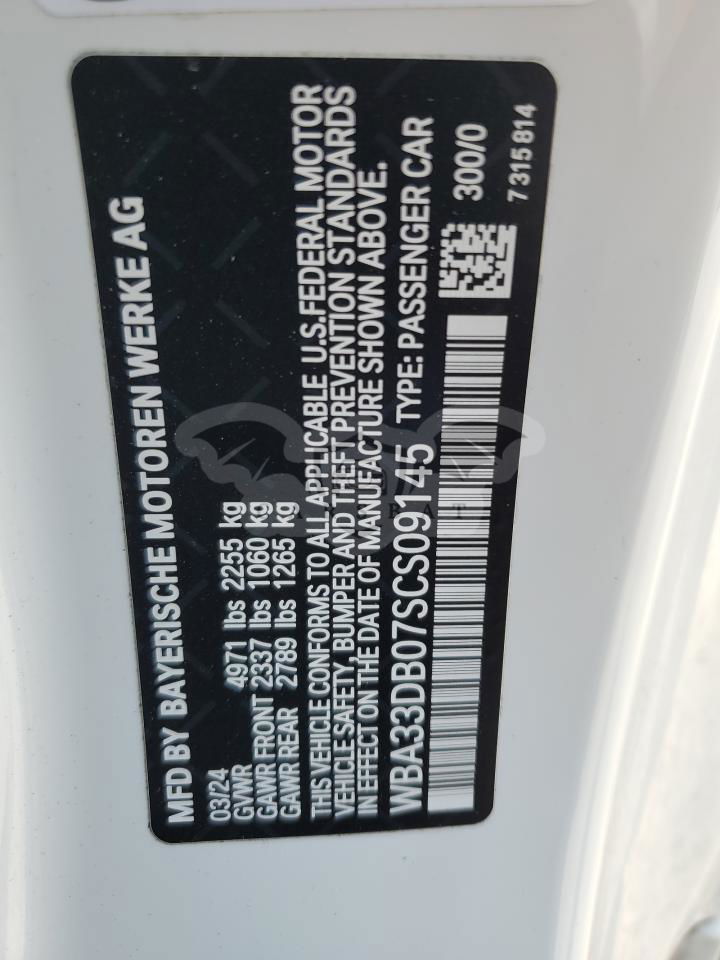 MFD BY BAYERISCHE MOTOREN WERKE AG
03/24
GVWR 4971 lbs 2255 kg
GAWR FRONT 2337 lbs 1060 kg
GAWR REAR 2789 lbs 1265 kg
THIS VEHICLE CONFORMS TO ALL APPLICABLE U.S.FEDERAL MOTOR
VEHICLE SAFETY, BUMPER AND THEFT PREVENTION STANDARDS
IN EFFECT ON THE DATE OF MANUFACTURE SHOWN ABOVE.
WBA33DB07SCS09145 TYPE: PASSENGER CAR
300/0
7 315 814